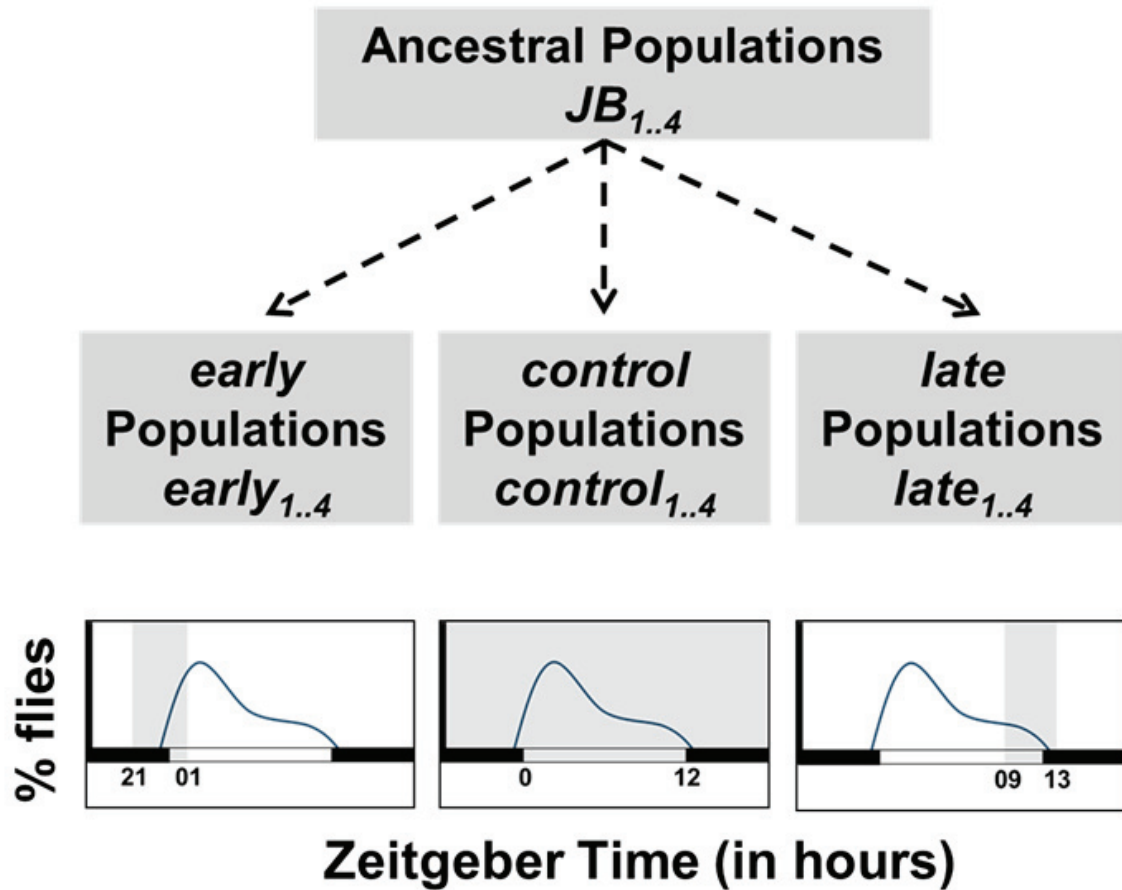 Ancestral Populations
JB1..4
early
Populations
early1..4
control
Populations
control1..4
late
Populations
late1..4
% flies
21 01
0 12
09 13
Zeitgeber Time (in hours)